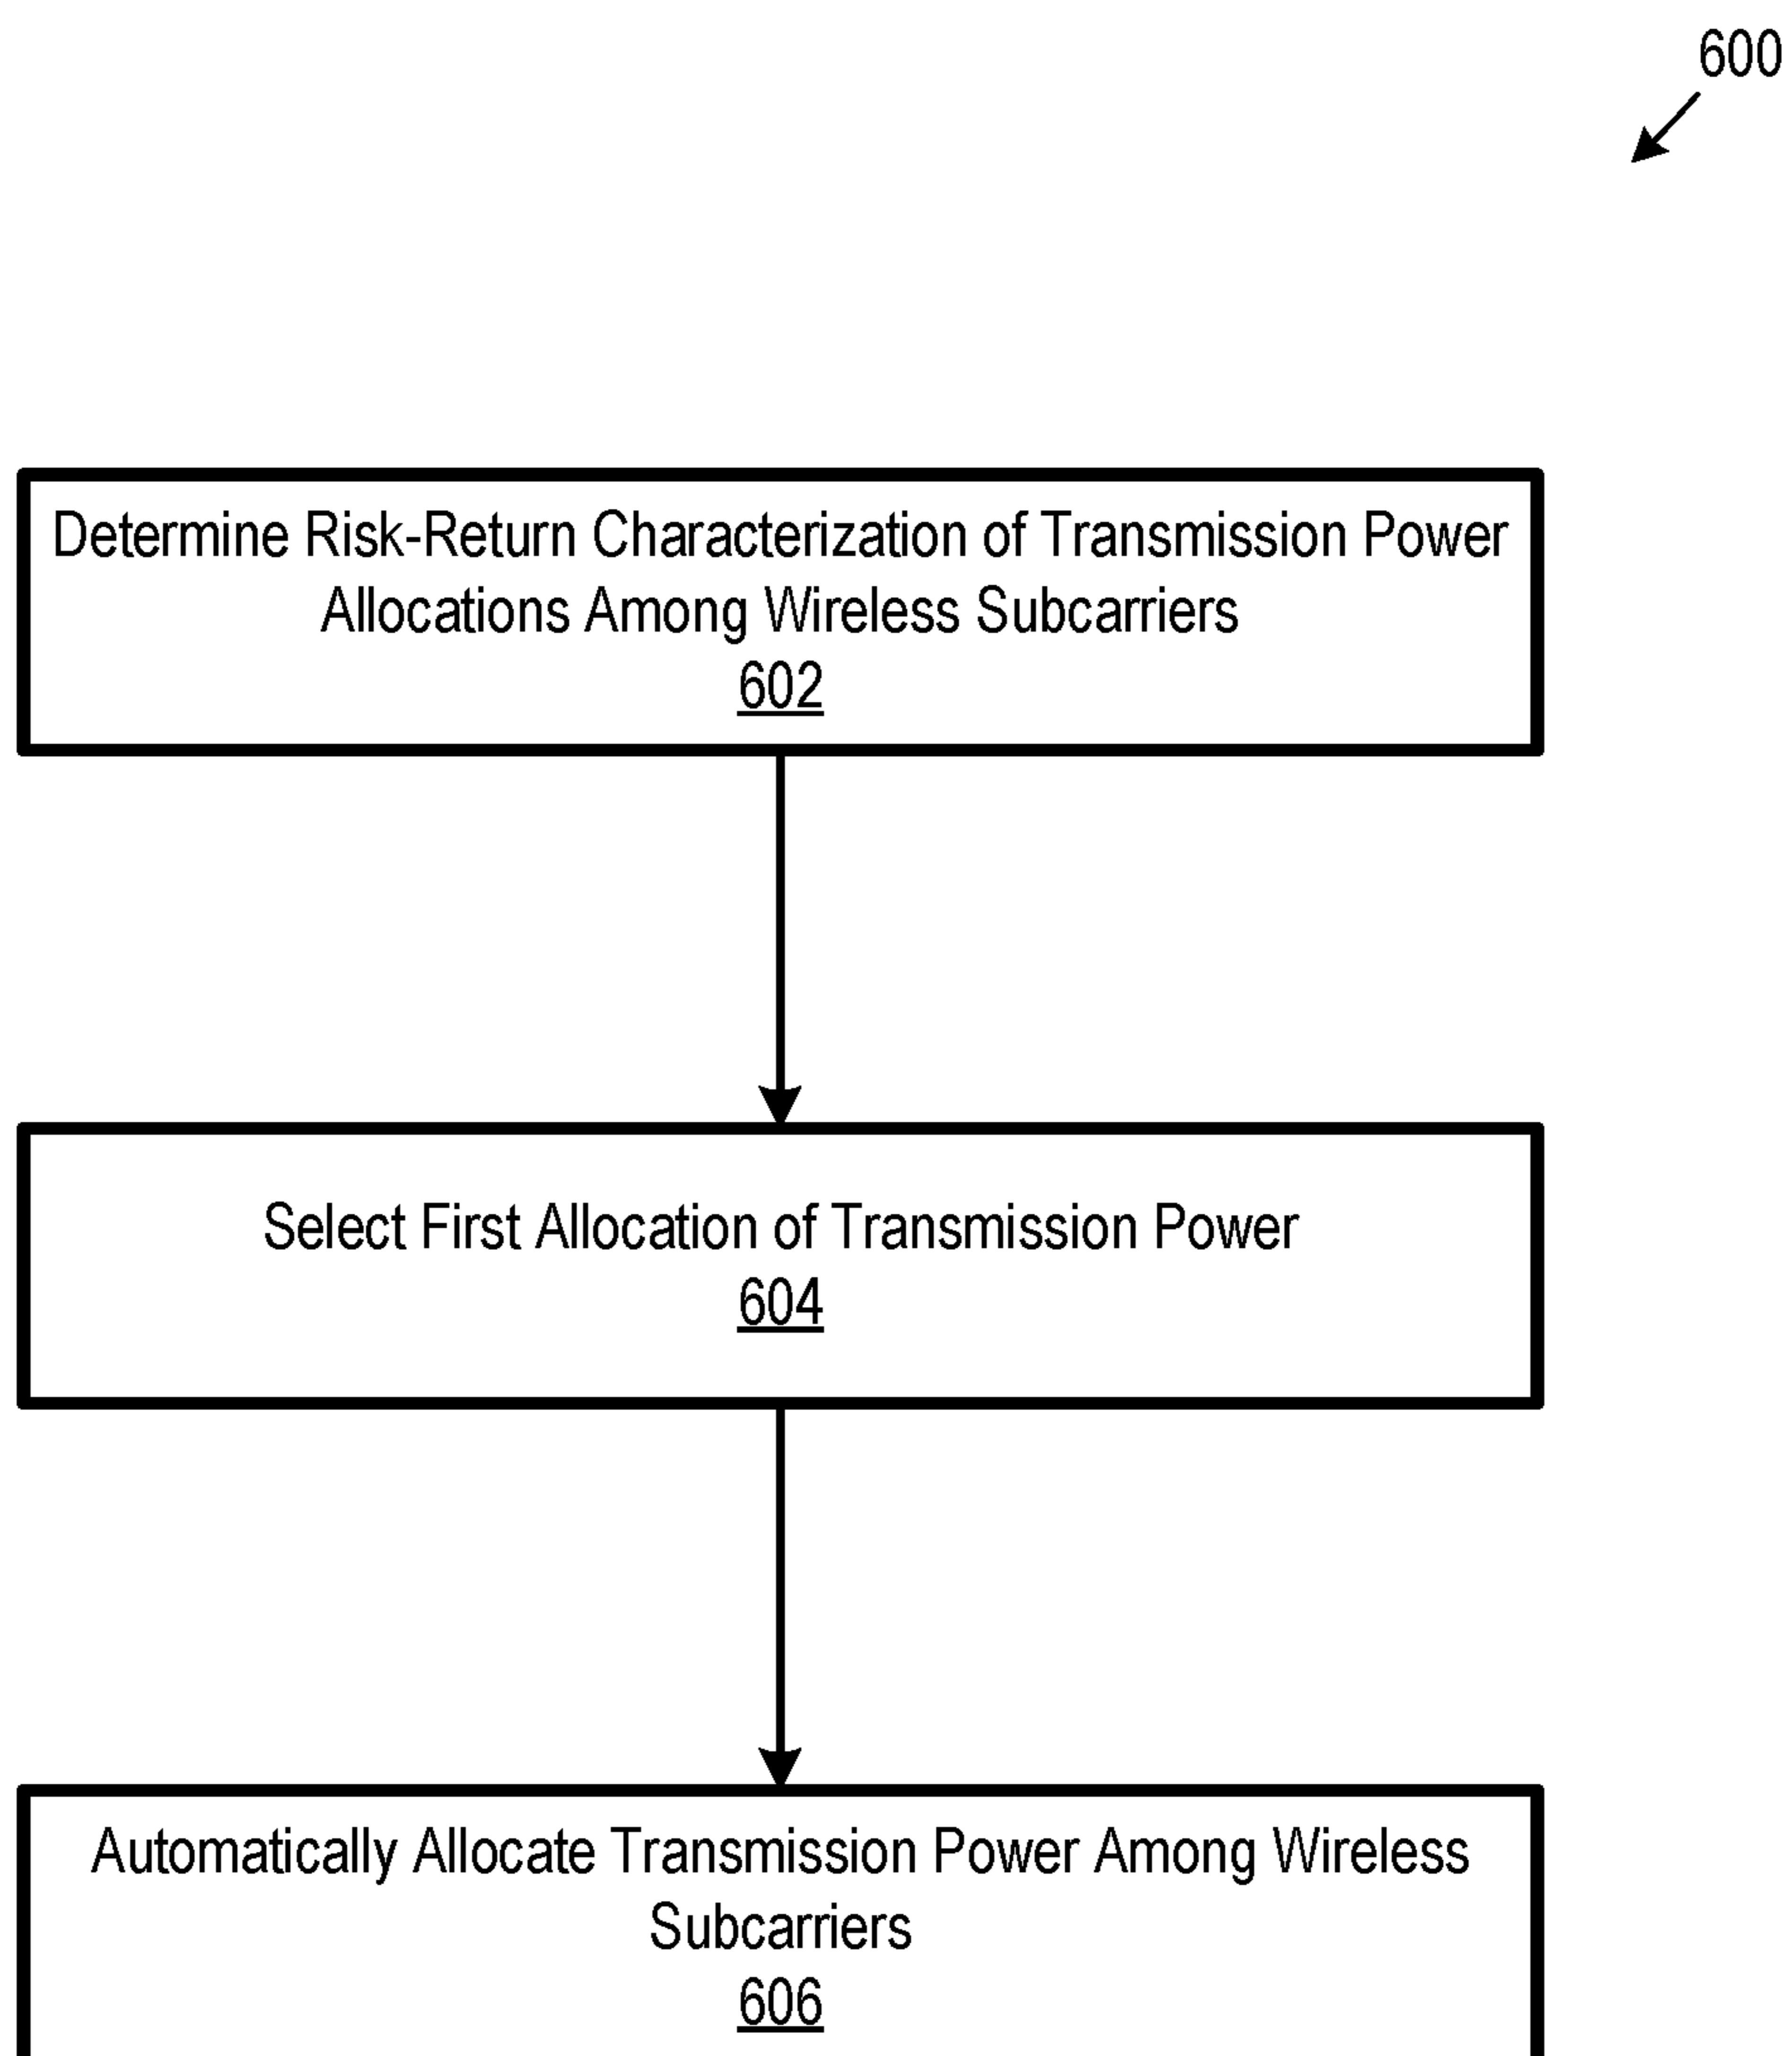 600
Determine Risk-Return Characterization of Transmission Power
Allocations Among Wireless Subcarriers
602
Select First Allocation of Transmission Power
604
Automatically Allocate Transmission Power Among Wireless
Subcarriers
606